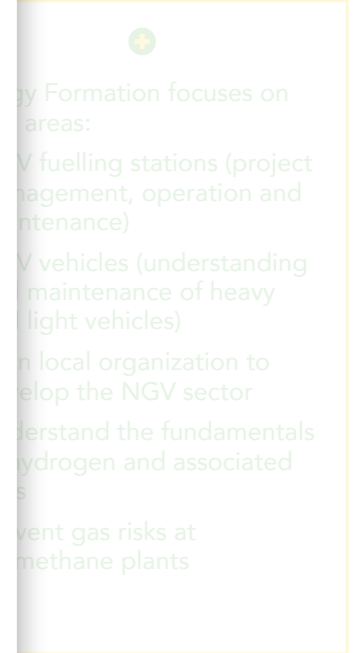 gy Formation focuses on
areas:
V fuelling stations (project
nagement, operation and
ntenance)
V vehicles (understanding
maintenance of heavy
light vehicles)
n local organization to
elop the NGV sector
derstand the fundamentals
ydrogen and associated
s
vent gas risks at
methane plants